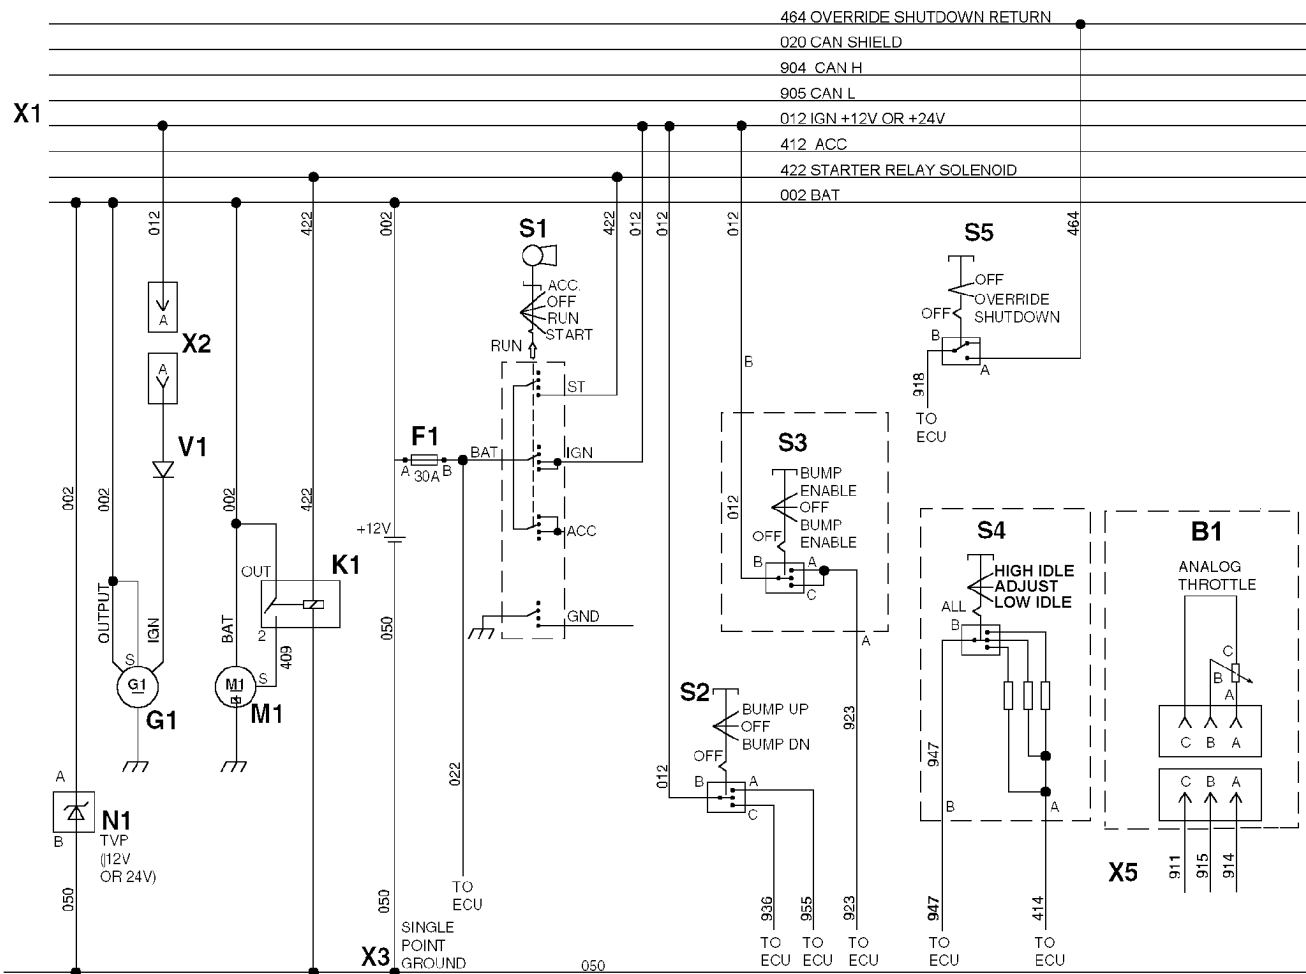 464 OVERRIDE SHUTDOWN RETURN
020 CAN SHIELD
904 CAN H
905 CAN L
X1
012 IGN +12V OR +24V
412 ACC
422 STARTER RELAY SOLENOID
002 BAT
012
422
002
422
012
012
012
464
S1
ACC.
OFF
RUN
START
RUN
S5
OFF
OVERRIDE
SHUTDOWN
OFF
B
A
918
TO
ECU
A
X2
A
V1
ST
BAT
IGN
ACC
GND
F1
A
30A
B
B
S3
BUMP
ENABLE
OFF
BUMP
ENABLE
OFF
B
A
C
A
012
002
002
002
422
+12V
OUTPUT
IGN
BAT
OUT
K1
2
409
050
S
G1
G1
S
M1
M1
S4
HIGH IDLE
ADJUST
LOW IDLE
ALL
B
947
B
A
B1
ANALOG
THROTTLE
C
B
A
C
B
A
C
B
A
S2
BUMP UP
OFF
BUMP DN
OFF
B
A
C
012
923
022
A
N1
B
TVP
(12V
OR 24V)
050
050
TO
ECU
X5
911
915
914
936
955
923
947
414
TO
ECU
TO
ECU
TO
ECU
TO
ECU
TO
ECU
X3
SINGLE
POINT
GROUND
050